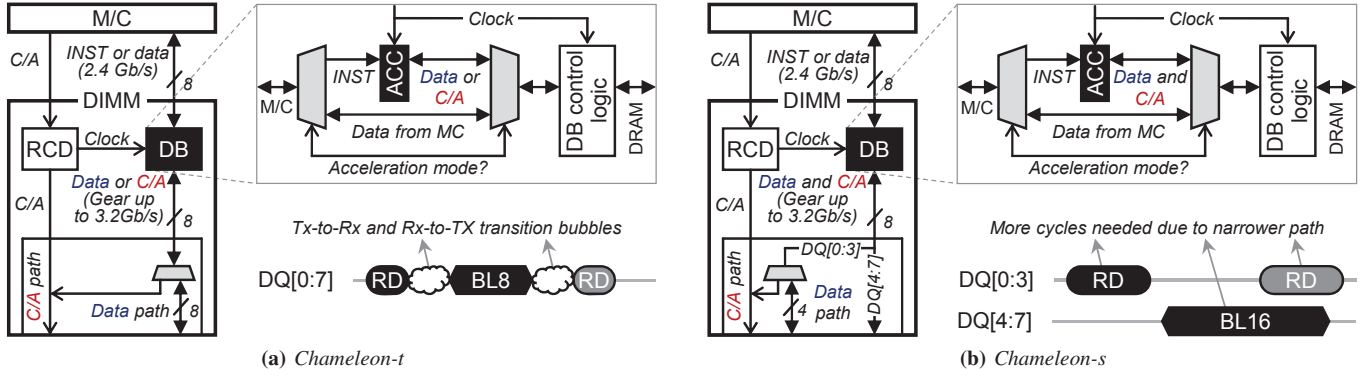 M/C
C/A
INST or data
(2.4 Gb/s)
8
DIMM
RCD
Clock
DB
Data or C/A
(Gear up
to 3.2Gb/s)
C/A
8
C/A path
Data path
8
Clock
INST
ACC
Data or
C/A
M/C
Data from MC
Acceleration mode?
DB control
logic
DRAM
Tx-to-Rx and Rx-to-TX transition bubbles
DQ[0:7]
RD
BL8
RD
(a) Chameleon-t
M/C
C/A
INST or data
(2.4 Gb/s)
8
DIMM
RCD
Clock
DB
Data and C/A
(Gear up
to 3.2Gb/s)
C/A
8
DQ[0:3]
C/A path
4
Data
path
DQ[4:7]
Clock
INST
ACC
Data and
C/A
M/C
Data from MC
Acceleration mode?
DB control
logic
DRAM
More cycles needed due to narrower path
DQ[0:3]
RD
RD
DQ[4:7]
BL16
(b) Chameleon-s